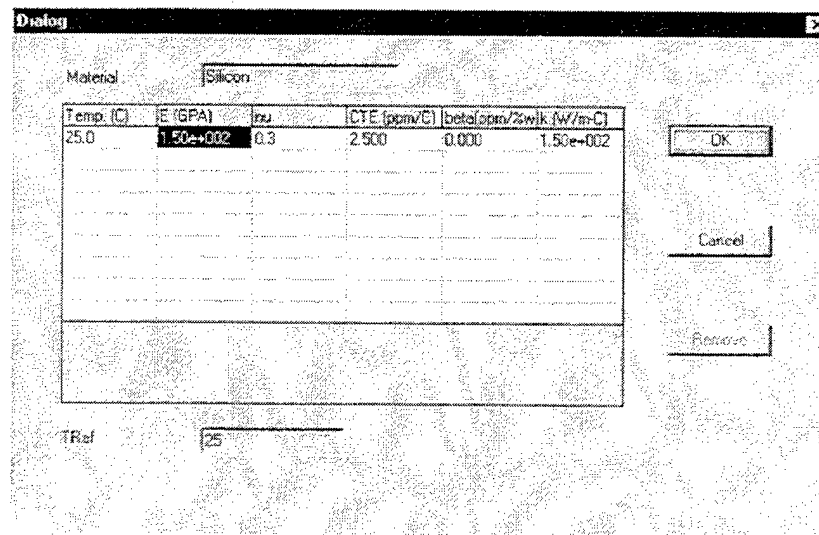 Dialog
Material Silicon
Temp. (C) E (GPA) nu CTE (ppm/C) beta(ppm/%w k (W/m-C)
25.0 1.50e+002 0.3 2.500 0.000 1.50e+002
OK
Cancel
Remove
TRef 25